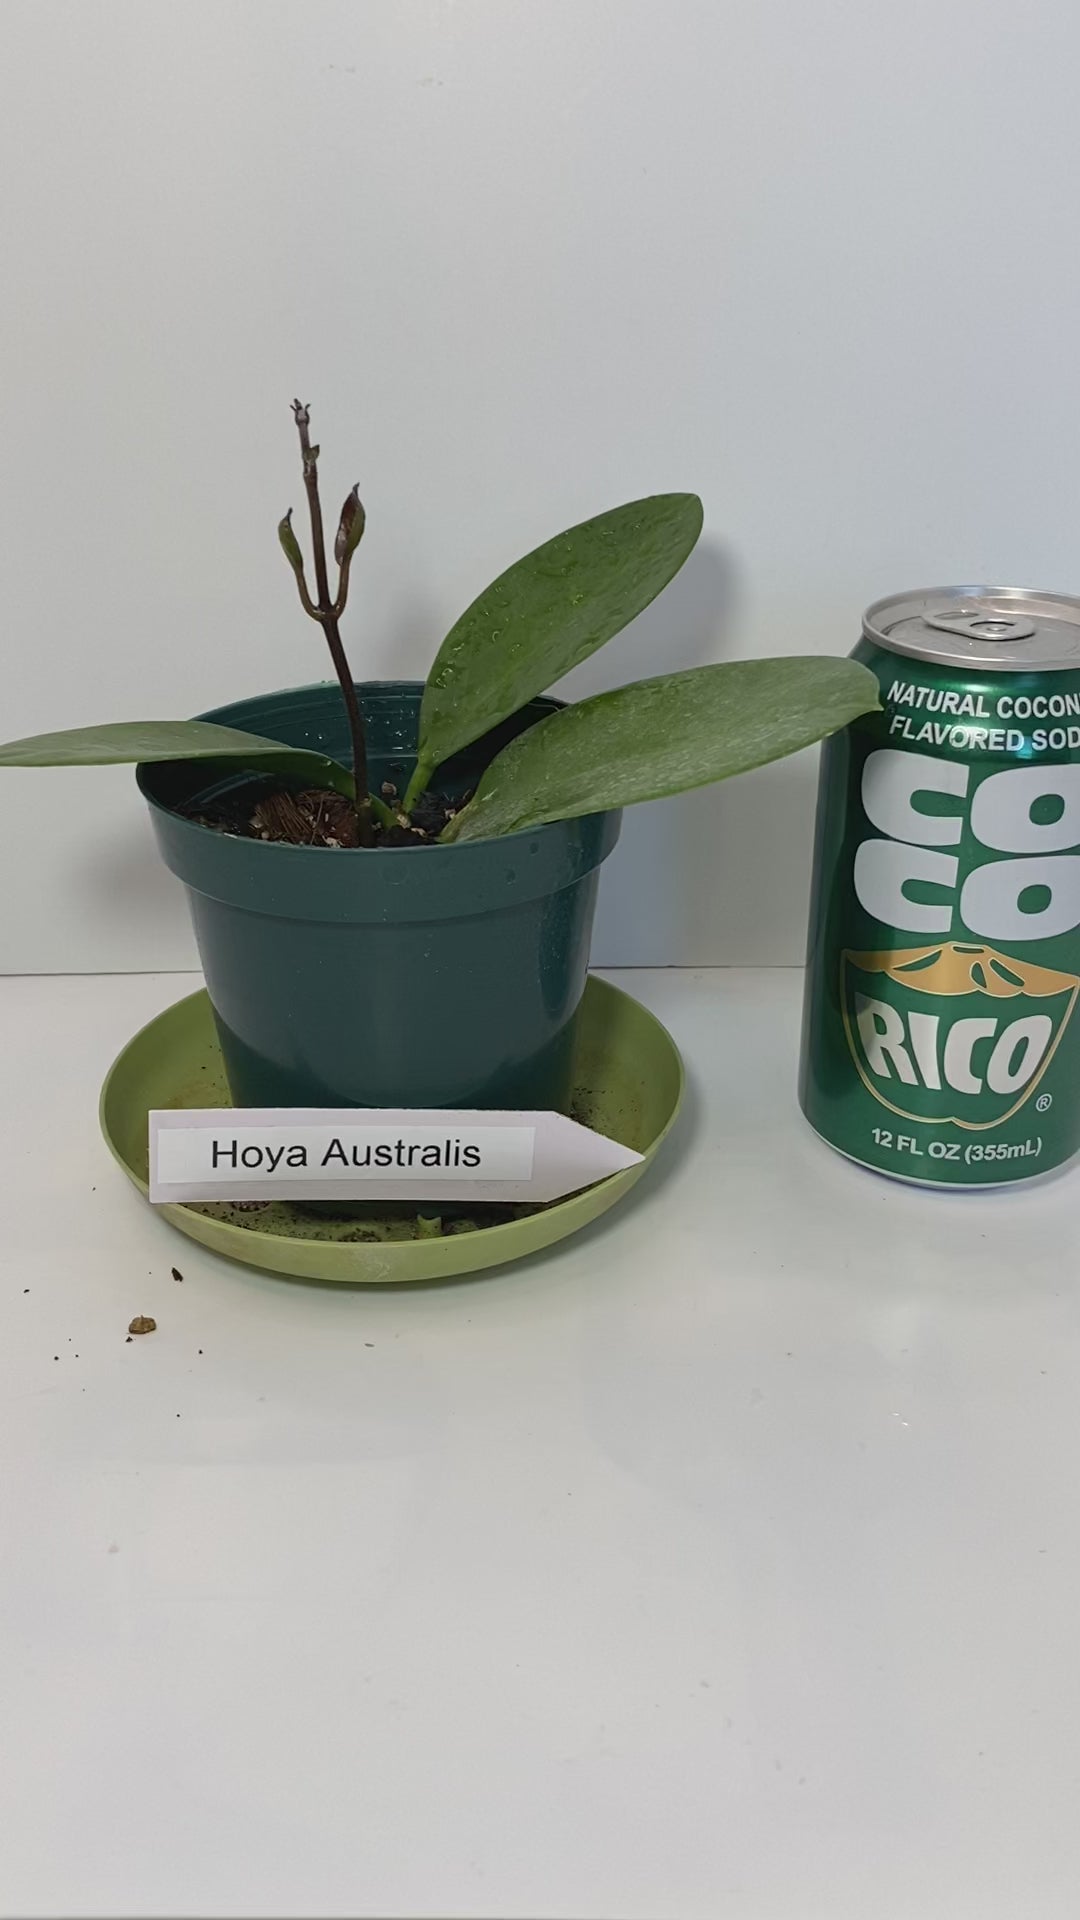 Hoya Australis
NATURAL COCON
FLAVORED SOD
CO
CO
RICO
®
12 FL OZ (355mL)